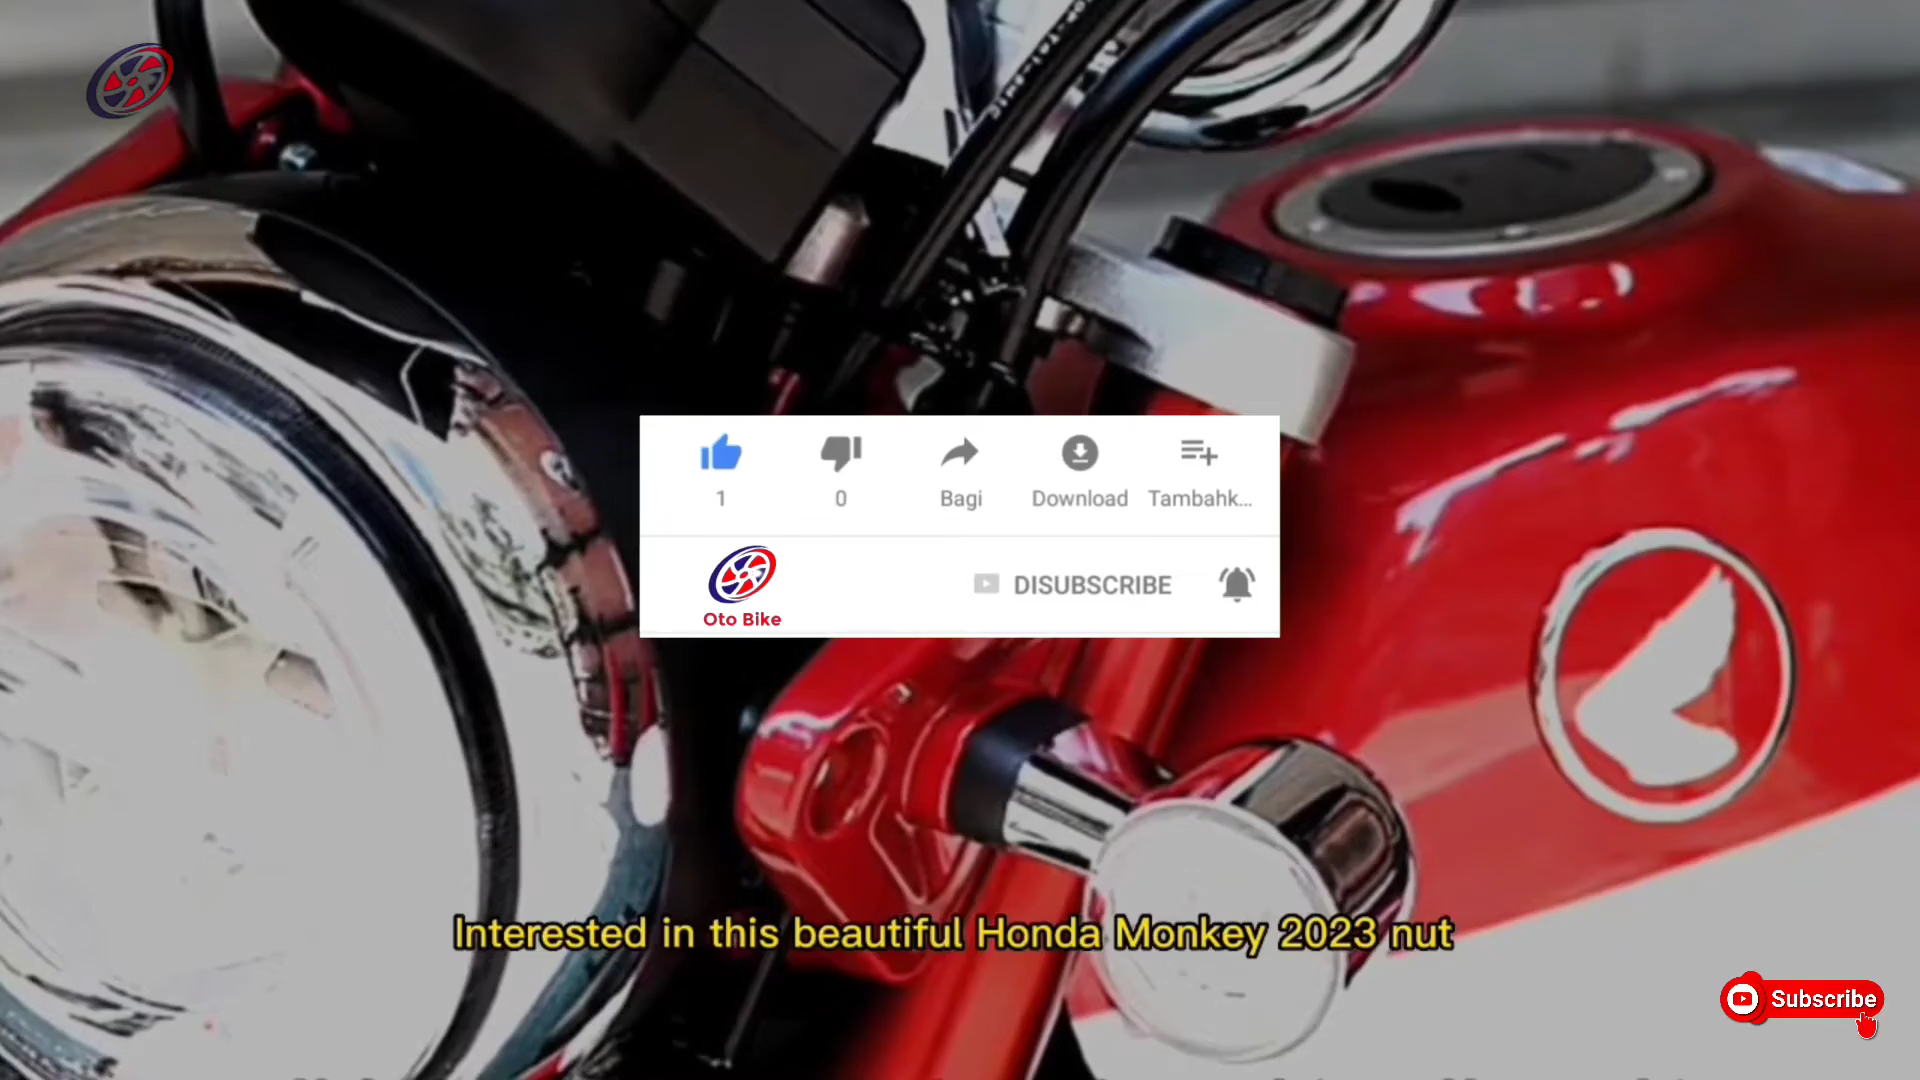 1
0
Bagi
Download
Tambahk...
Oto Bike
DISUBSCRIBE
Interested in this beautiful Honda Monkey 2023 nut
Subscribe